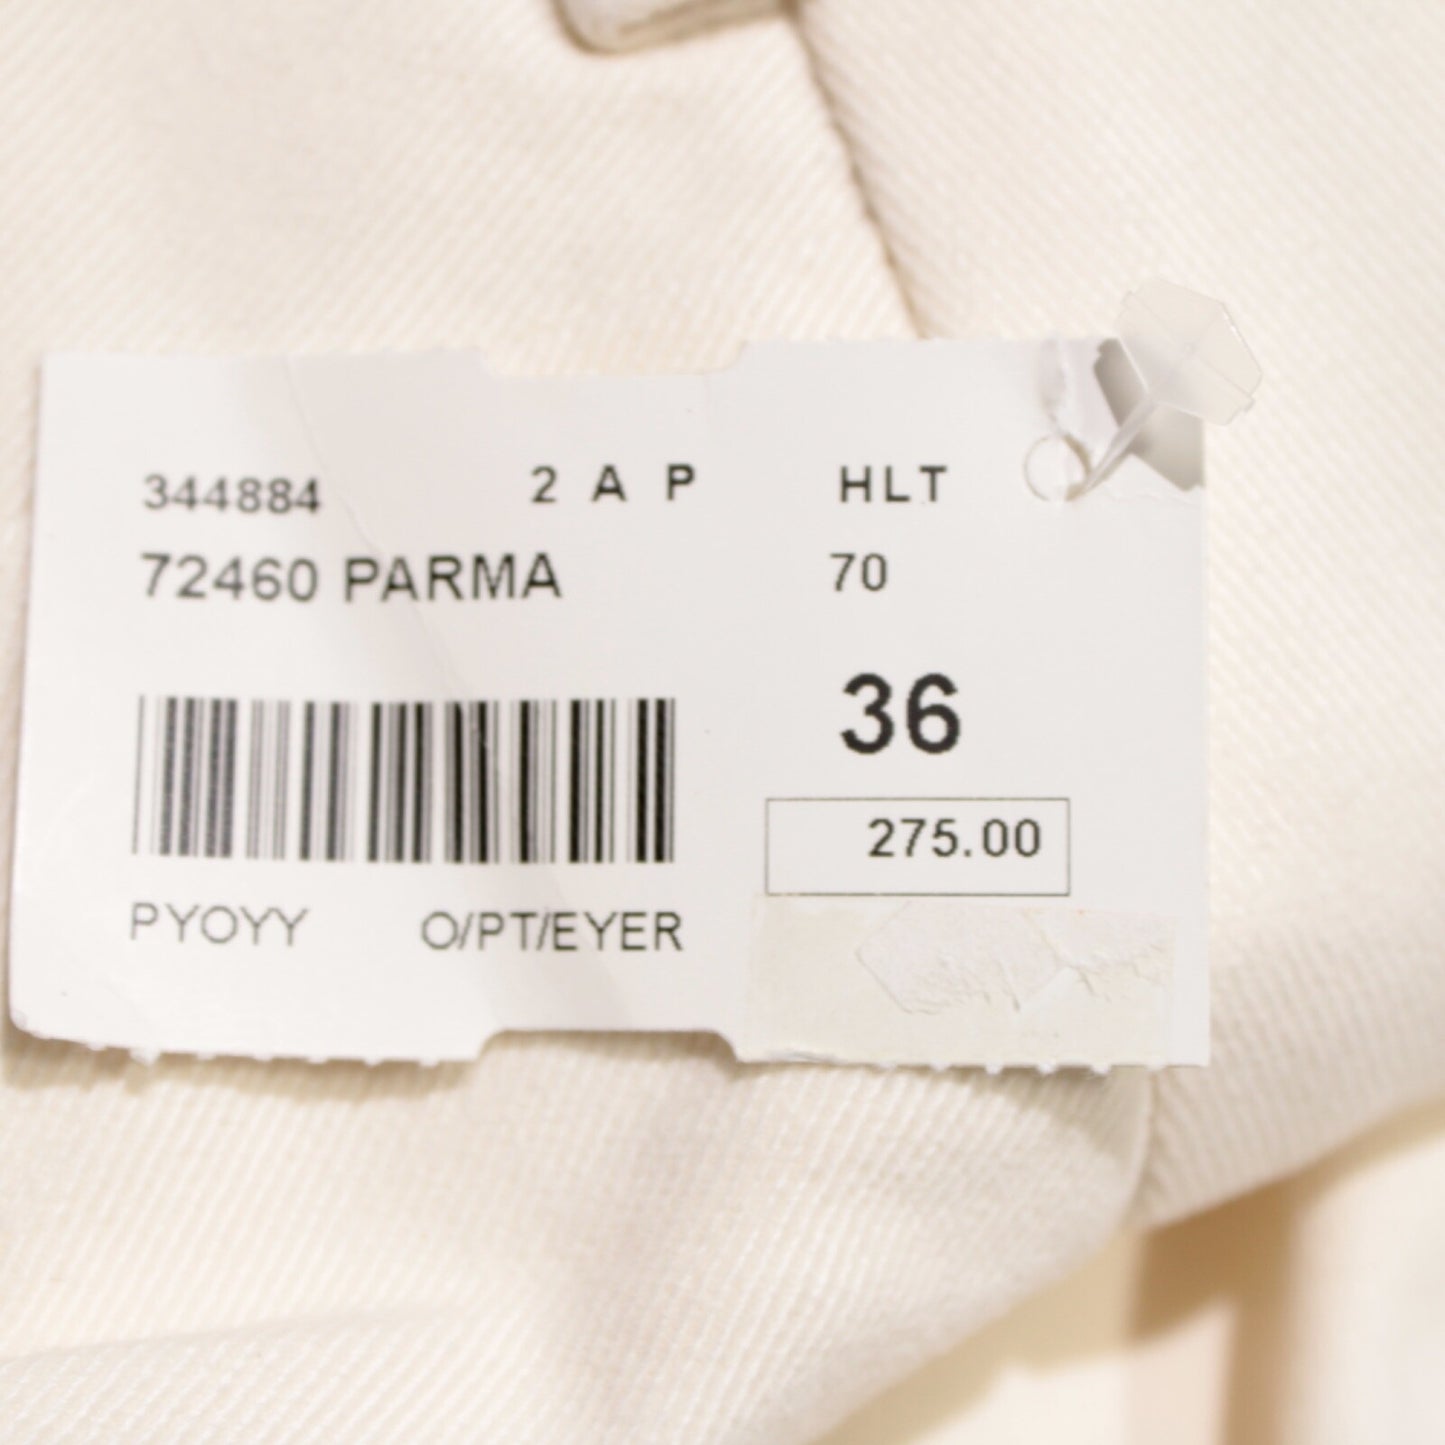 344884 2 A P HLT
72460 PARMA 70
36
275.00
PYOYY O/PT/EYER